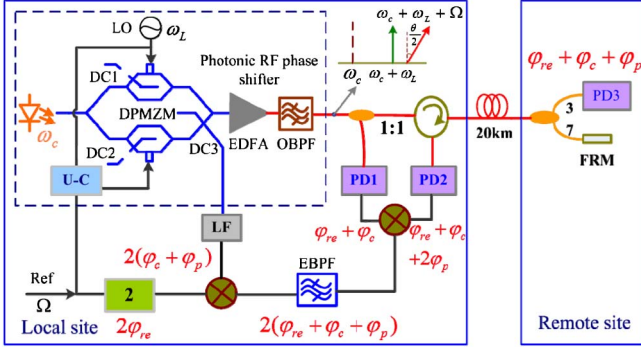 LO ω_L
ω_c + ω_L + Ω
θ/2
ω_c ω_c + ω_L
DC1
Photonic RF phase
shifter
φ_re + φ_c + φ_p
DPMZM
ω_c
DC2
DC3
EDFA
OBPF
1:1
20km
3
PD3
7
FRM
U-C
PD1
PD2
LF
φ_re + φ_c
φ_re + φ_c
+2φ_p
2(φ_c + φ_p)
EBPF
Ref
Ω
2
Local site
2φ_re
2(φ_re + φ_c + φ_p)
Remote site